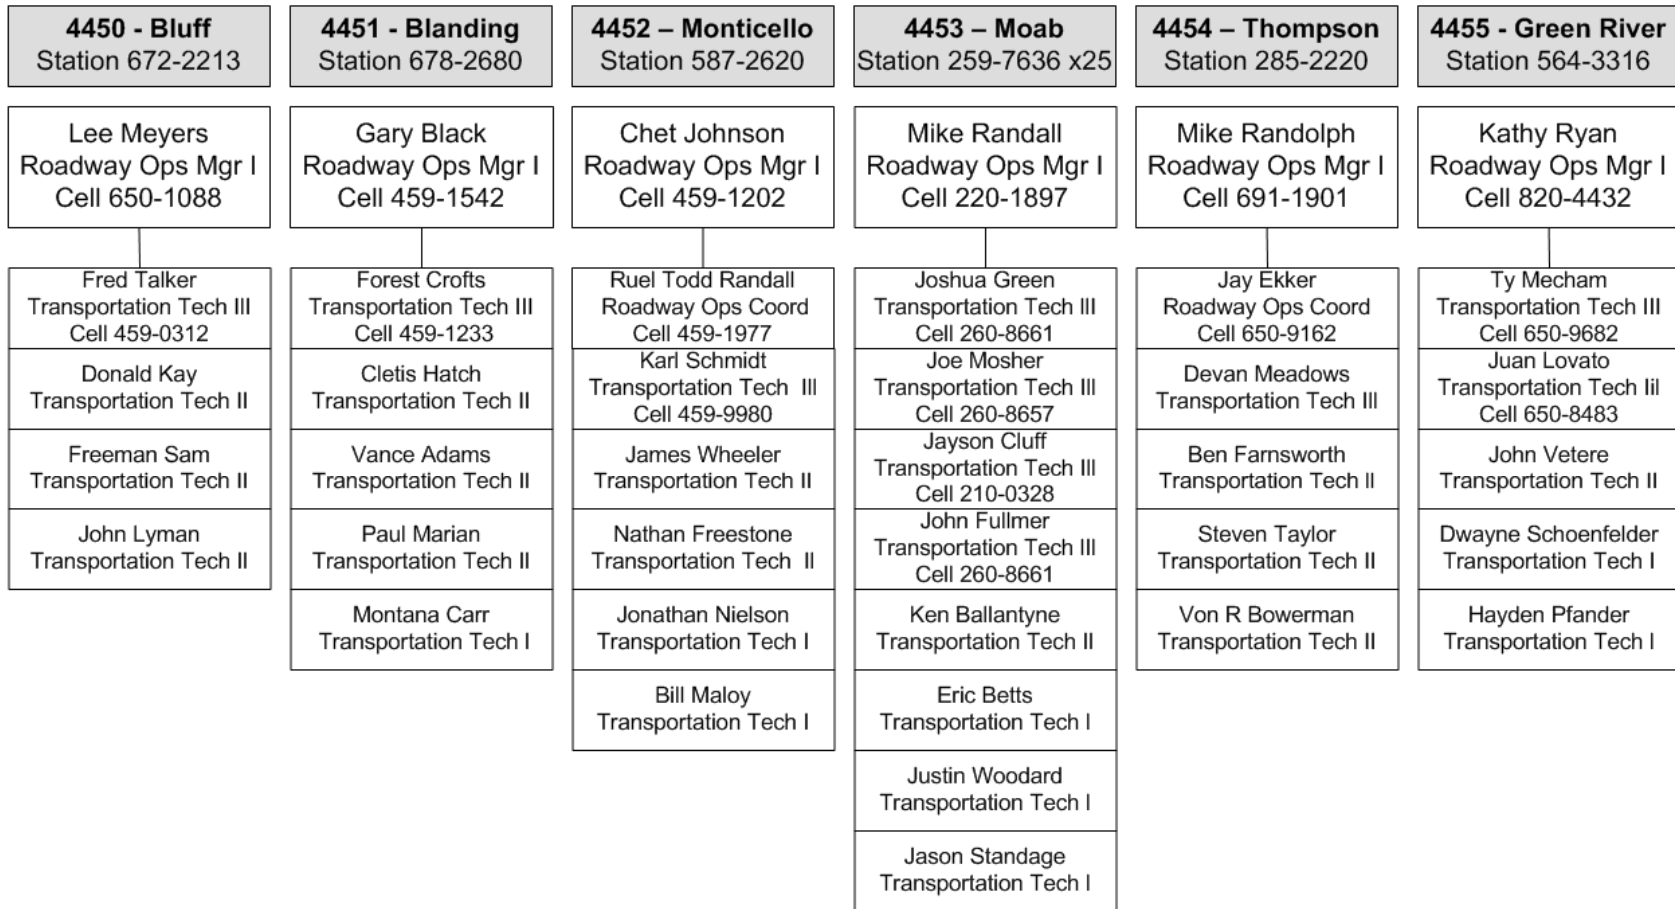 4450 - Bluff
Station 672-2213
Lee Meyers
Roadway Ops Mgr I
Cell 650-1088
Fred Talker
Transportation Tech III
Cell 459-0312
Donald Kay
Transportation Tech II
Freeman Sam
Transportation Tech II
John Lyman
Transportation Tech II
4451 - Blanding
Station 678-2680
Gary Black
Roadway Ops Mgr I
Cell 459-1542
Forest Crofts
Transportation Tech III
Cell 459-1233
Cletis Hatch
Transportation Tech II
Vance Adams
Transportation Tech II
Paul Marian
Transportation Tech II
Montana Carr
Transportation Tech I
4452 – Monticello
Station 587-2620
Chet Johnson
Roadway Ops Mgr I
Cell 459-1202
Ruel Todd Randall
Roadway Ops Coord
Cell 459-1977
Karl Schmidt
Transportation Tech III
Cell 459-9980
James Wheeler
Transportation Tech II
Nathan Freestone
Transportation Tech II
Jonathan Nielson
Transportation Tech I
Bill Maloy
Transportation Tech I
4453 – Moab
Station 259-7636 x25
Mike Randall
Roadway Ops Mgr I
Cell 220-1897
Joshua Green
Transportation Tech III
Cell 260-8661
Joe Mosher
Transportation Tech III
Cell 260-8657
Jayson Cluff
Transportation Tech III
Cell 210-0328
John Fullmer
Transportation Tech III
Cell 260-8661
Ken Ballantyne
Transportation Tech II
Eric Betts
Transportation Tech I
Justin Woodard
Transportation Tech I
Jason Standage
Transportation Tech I
4454 – Thompson
Station 285-2220
Mike Randolph
Roadway Ops Mgr I
Cell 691-1901
Jay Ekker
Roadway Ops Coord
Cell 650-9162
Devan Meadows
Transportation Tech III
Ben Farnsworth
Transportation Tech II
Steven Taylor
Transportation Tech II
Von R Bowerman
Transportation Tech II
4455 - Green River
Station 564-3316
Kathy Ryan
Roadway Ops Mgr I
Cell 820-4432
Ty Mecham
Transportation Tech III
Cell 650-9682
Juan Lovato
Transportation Tech Iil
Cell 650-8483
John Vetere
Transportation Tech II
Dwayne Schoenfelder
Transportation Tech I
Hayden Pfander
Transportation Tech I